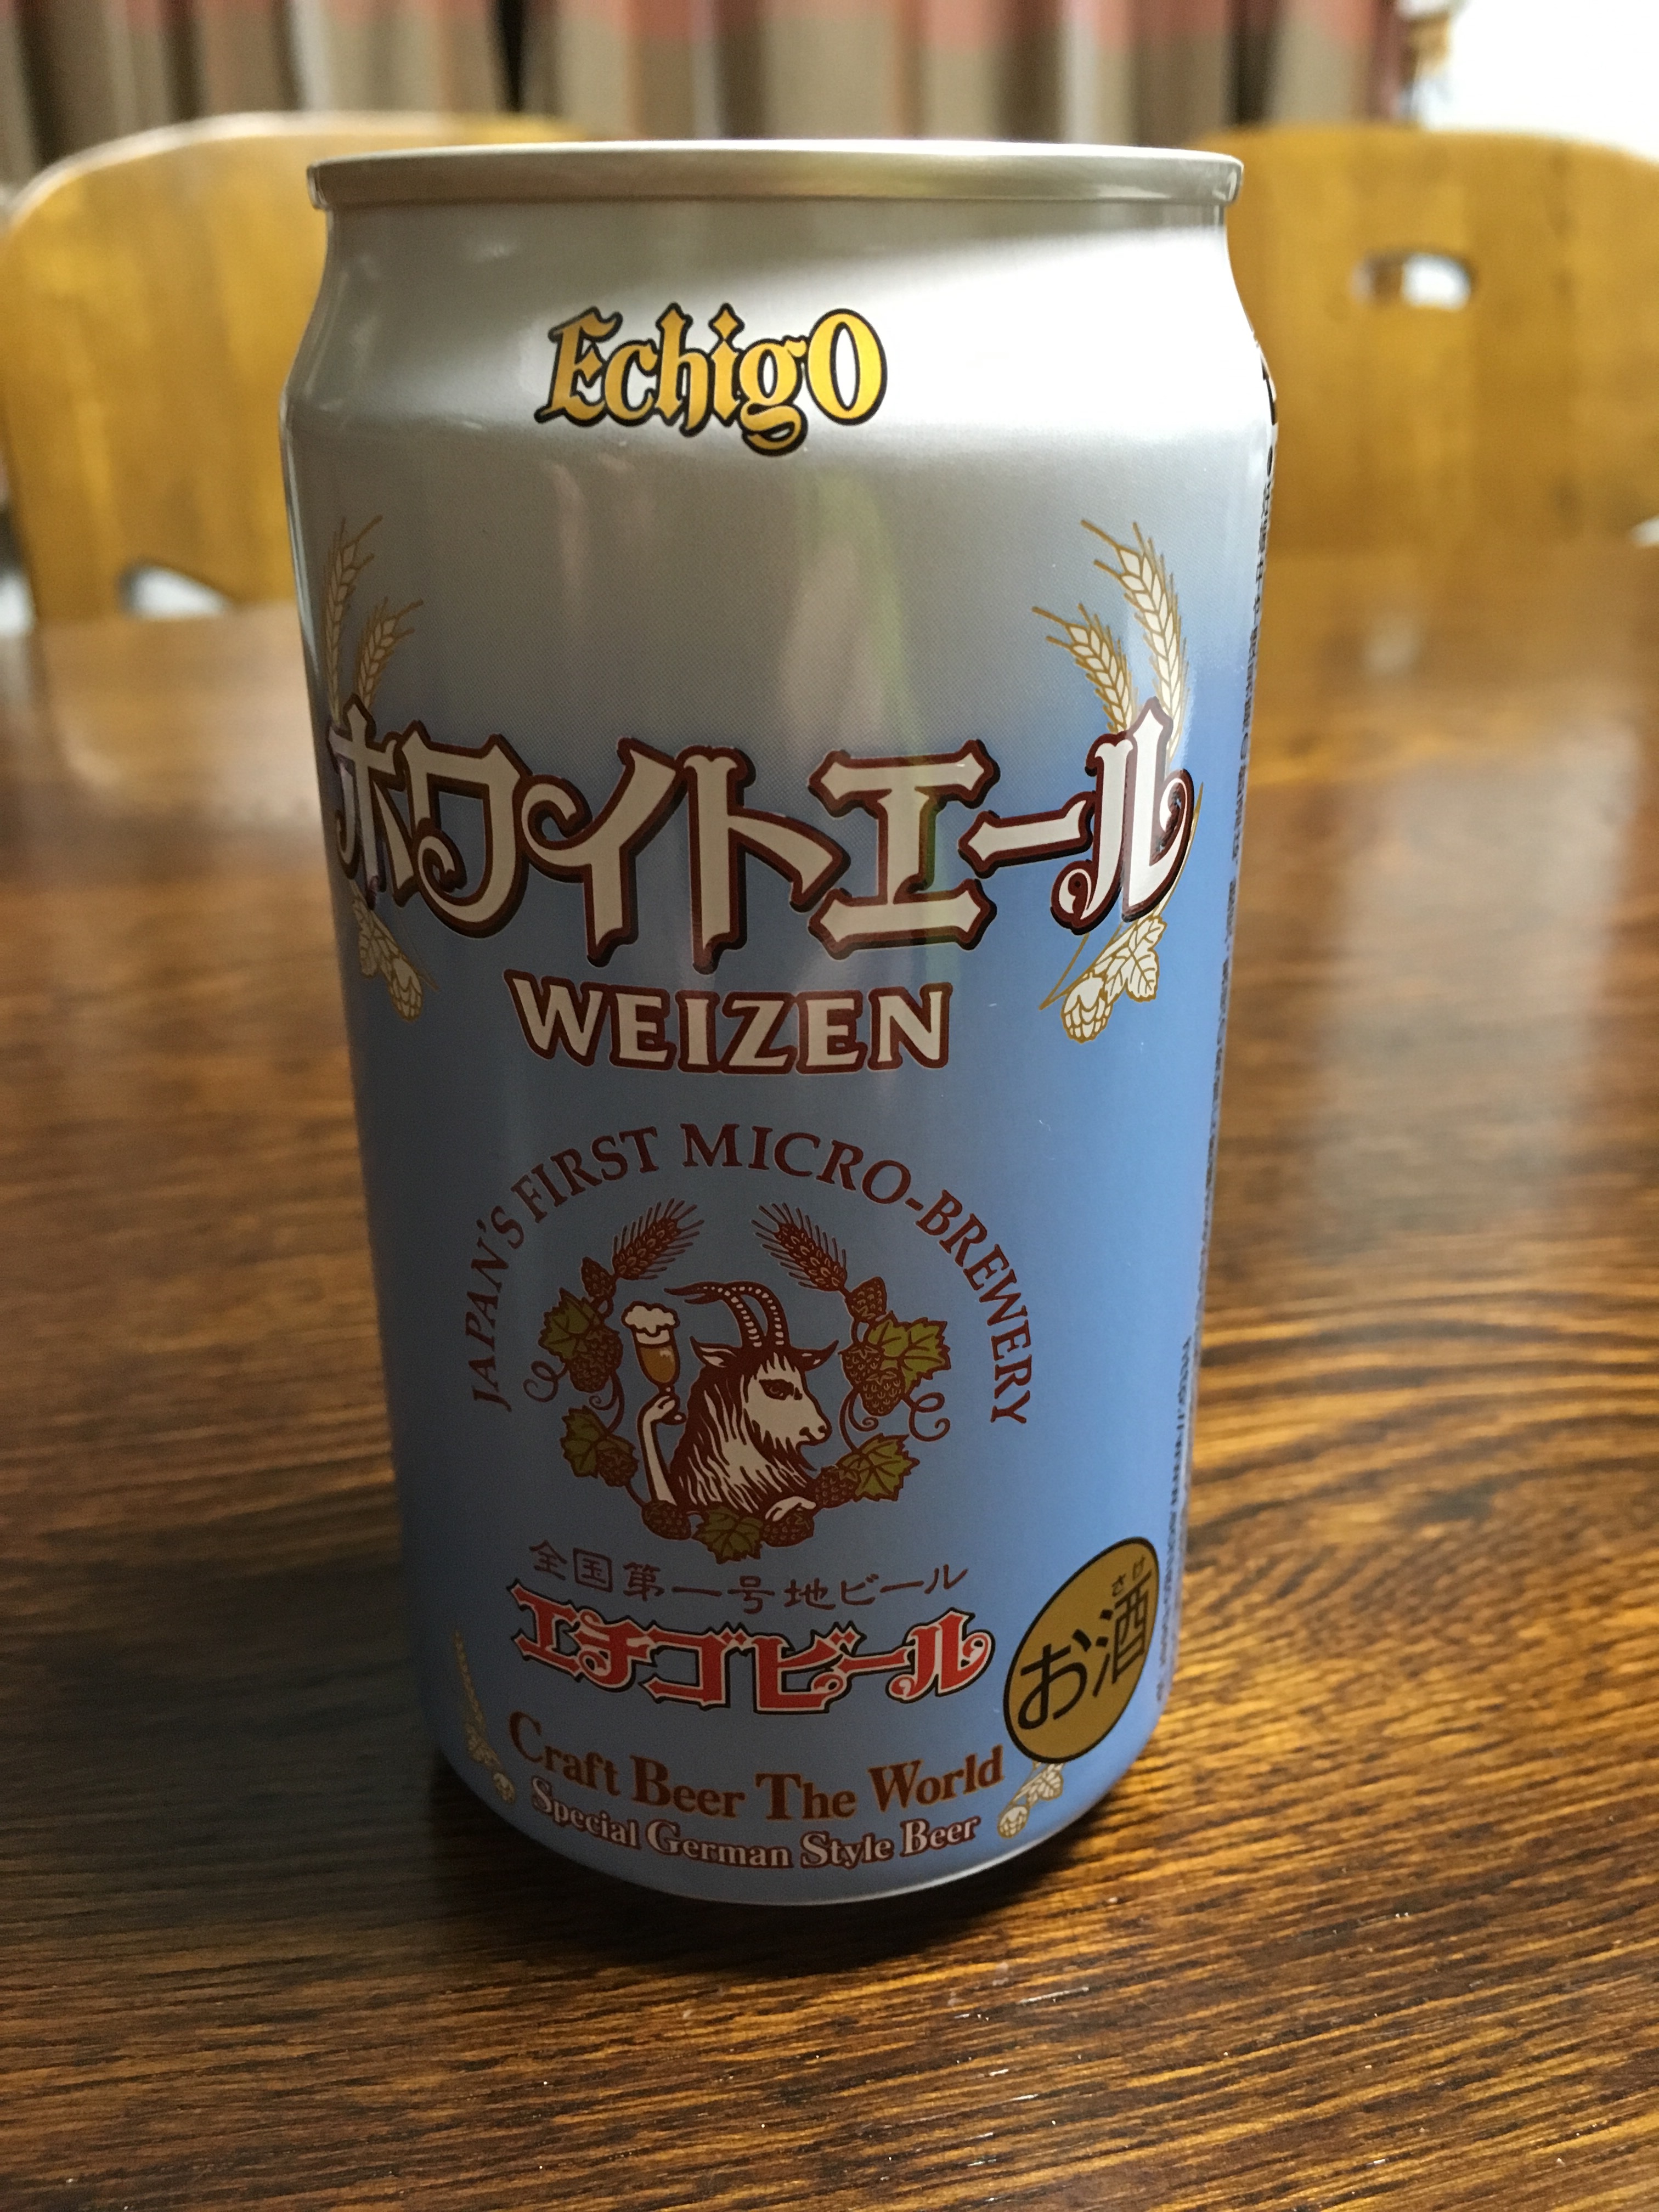 Echigo
ホワイトエール
WEIZEN
JAPAN'S FIRST MICRO-BREWERY
全国第一号地ビール
エチゴビール
さけ
お酒
Craft Beer The World
Special German Style Beer